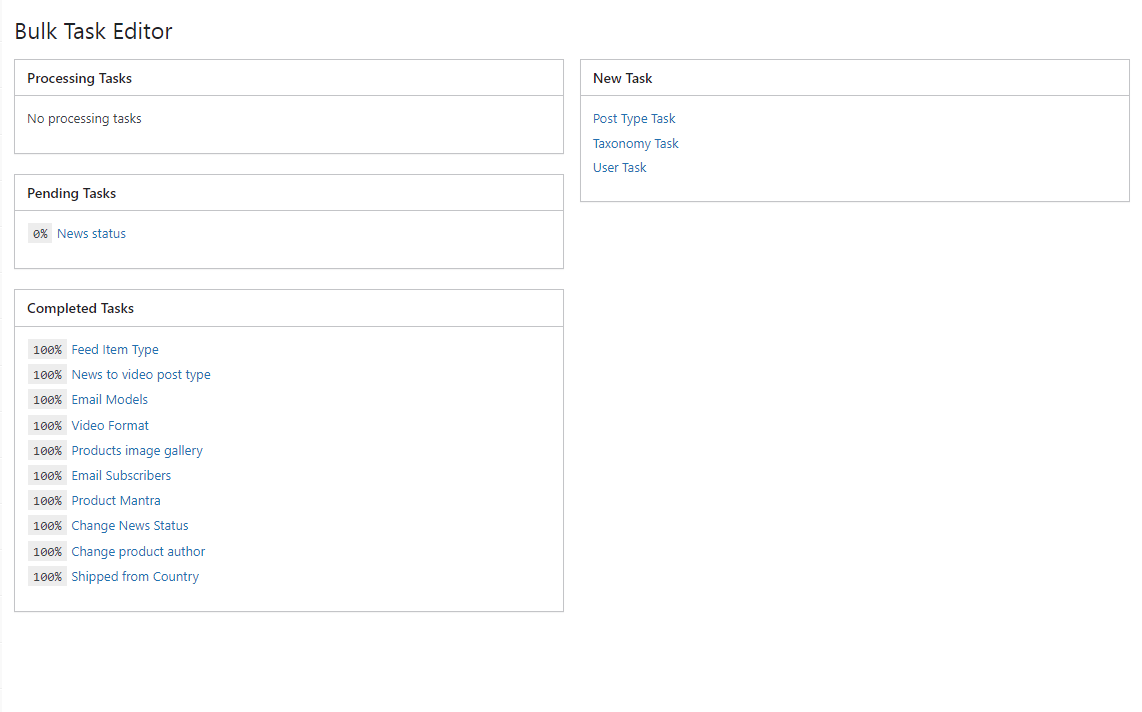 Bulk Task Editor
Processing Tasks
No processing tasks
Pending Tasks
0% News status
Completed Tasks
100% Feed Item Type
100% News to video post type
100% Email Models
100% Video Format
100% Products image gallery
100% Email Subscribers
100% Product Mantra
100% Change News Status
100% Change product author
100% Shipped from Country
New Task
Post Type Task
Taxonomy Task
User Task